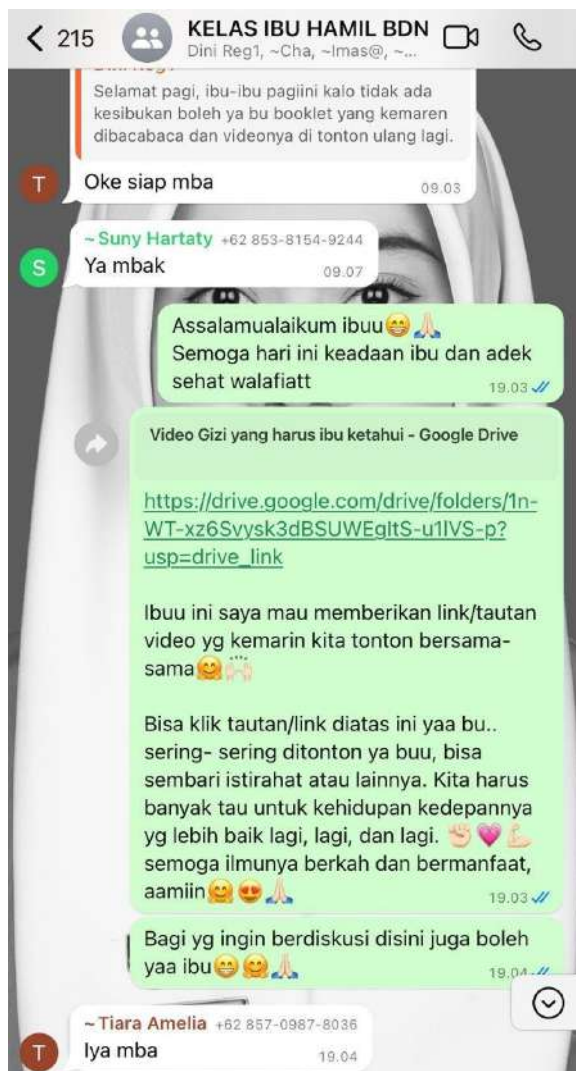 215
KELAS IBU HAMIL BDN
Dini Reg1, ~Cha, ~Imas@, ~...
Selamat pagi, ibu-ibu pagiini kalo tidak ada
kesibukan boleh ya bu booklet yang kemaren
dibacabaca dan videonya di tonton ulang lagi.
T
Oke siap mba
09.03
~Suny Hartaty +62 853-8154-9244
S
Ya mbak
09.07
Assalamualaikum ibuu😁🙏🏻
Semoga hari ini keadaan ibu dan adek
sehat walafiatt
19.03
Video Gizi yang harus ibu ketahui - Google Drive
https://drive.google.com/drive/folders/1n-
WT-xz6Svysk3dBSUWEgltS-u1lVS-p?
usp=drive_link
Ibuu ini saya mau memberikan link/tautan
video yg kemarin kita tonton bersama-
sama🤗🙌🏻
Bisa klik tautan/link diatas ini yaa bu..
sering- sering ditonton ya buu, bisa
sembari istirahat atau lainnya. Kita harus
banyak tau untuk kehidupan kedepannya
yg lebih baik lagi, lagi, dan lagi. ✊🏻💗💪🏻
semoga ilmunya berkah dan bermanfaat,
aamiin🤗😍🙏🏻
19.03
Bagi yg ingin berdiskusi disini juga boleh
yaa ibu😁🤗🙏🏻
19.04
~Tiara Amelia +62 857-0987-8036
T
Iya mba
19.04